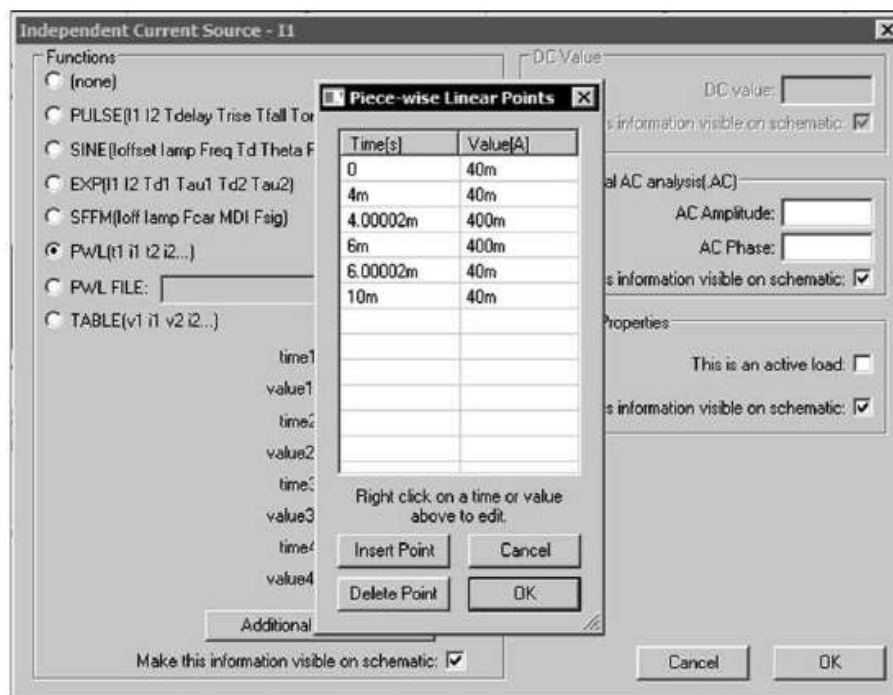 Independent Current Source - I1
Functions
(none)
PULSE(I1 I2 Tdelay Trise Tfall Ton
SINE(Ioffset Iamp Freq Td Theta P
EXP(I1 I2 Td1 Tau1 Td2 Tau2)
SFFM(Ioff Iamp Fcar MDI Fsig)
PWL(t1 i1 t2 i2...)
PWL FILE:
TABLE(v1 i1 v2 i2...)
time1
value1
time2
value2
time3
value3
time4
value4
Additional
Make this information visible on schematic:
Piece-wise Linear Points
Time[s] Value[A]
0 40m
4m 40m
4.00002m 400m
6m 400m
6.00002m 40m
10m 40m
Right click on a time or value
above to edit.
Insert Point Cancel
Delete Point OK
DC Value
DC value:
s information visible on schematic:
al AC analysis(.AC)
AC Amplitude:
AC Phase:
s information visible on schematic:
Properties
This is an active load:
s information visible on schematic:
Cancel OK